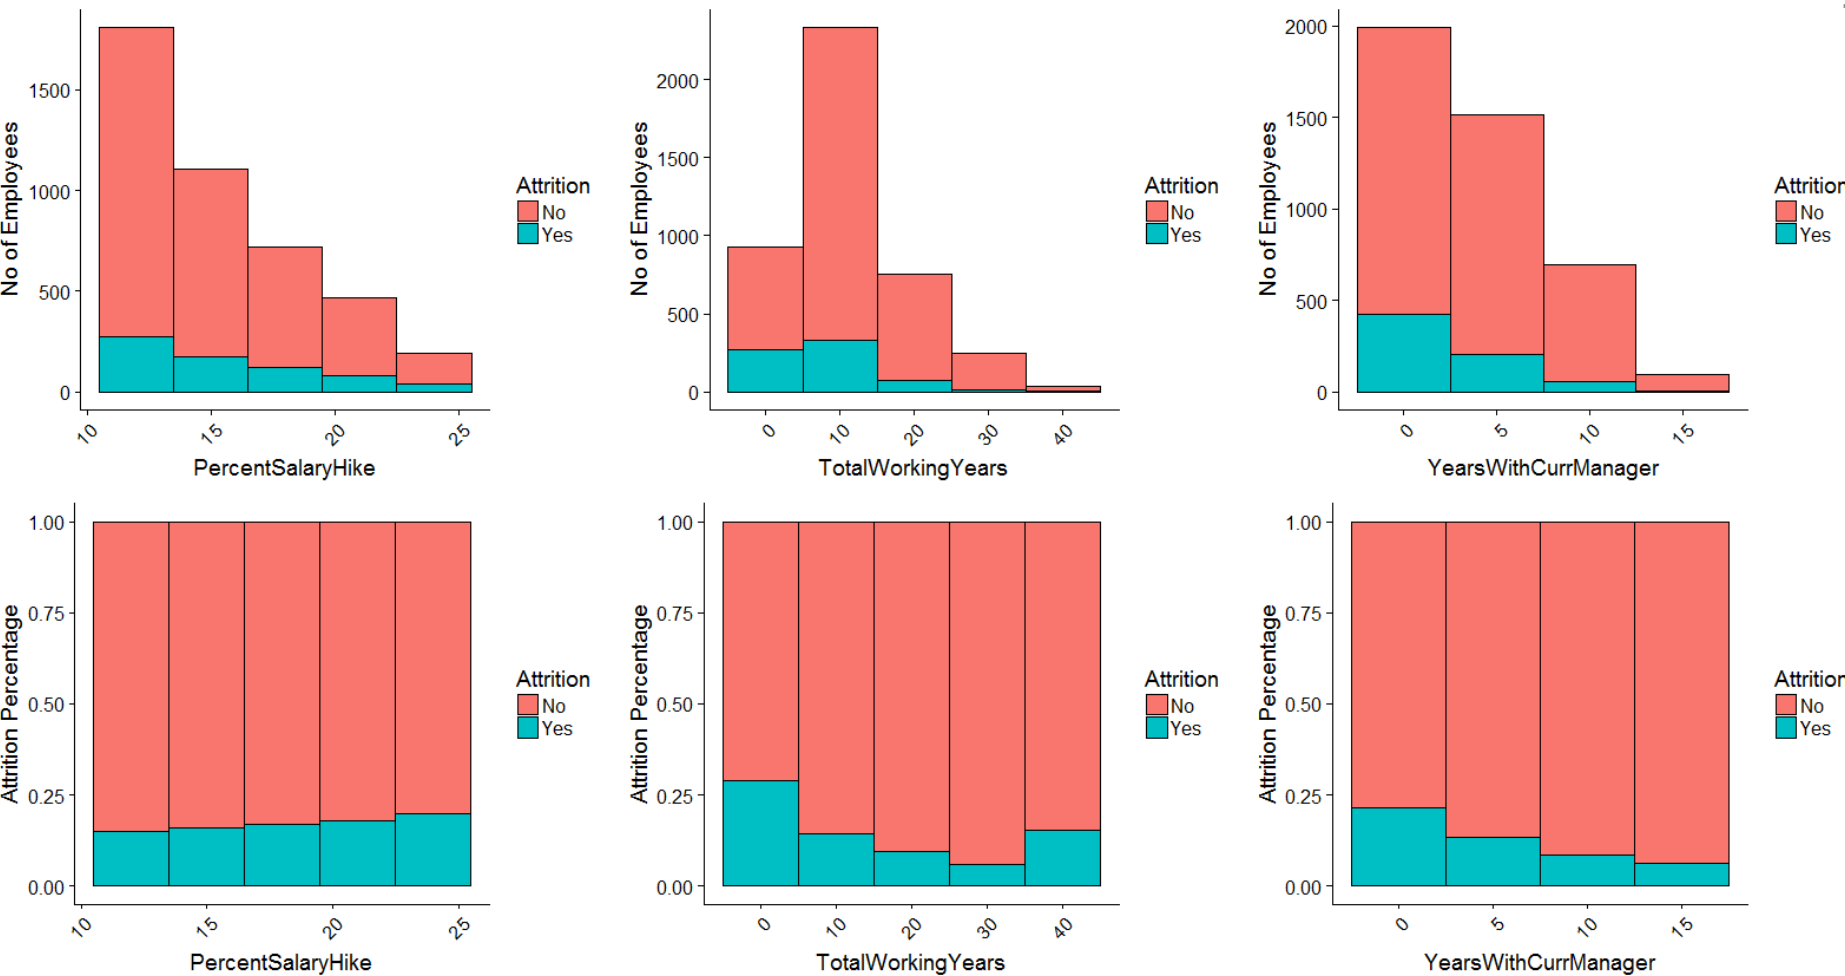 No of Employees
1500
1000
500
0
10
15
20
25
PercentSalaryHike
Attrition
No
Yes
No of Employees
2000
1500
1000
500
0
0
10
20
30
40
TotalWorkingYears
Attrition
No
Yes
No of Employees
2000
1500
1000
500
0
0
5
10
15
YearsWithCurrManager
Attrition
No
Yes
Attrition Percentage
1.00
0.75
0.50
0.25
0.00
10
15
20
25
PercentSalaryHike
Attrition
No
Yes
Attrition Percentage
1.00
0.75
0.50
0.25
0.00
0
10
20
30
40
TotalWorkingYears
Attrition
No
Yes
Attrition Percentage
1.00
0.75
0.50
0.25
0.00
0
5
10
15
YearsWithCurrManager
Attrition
No
Yes